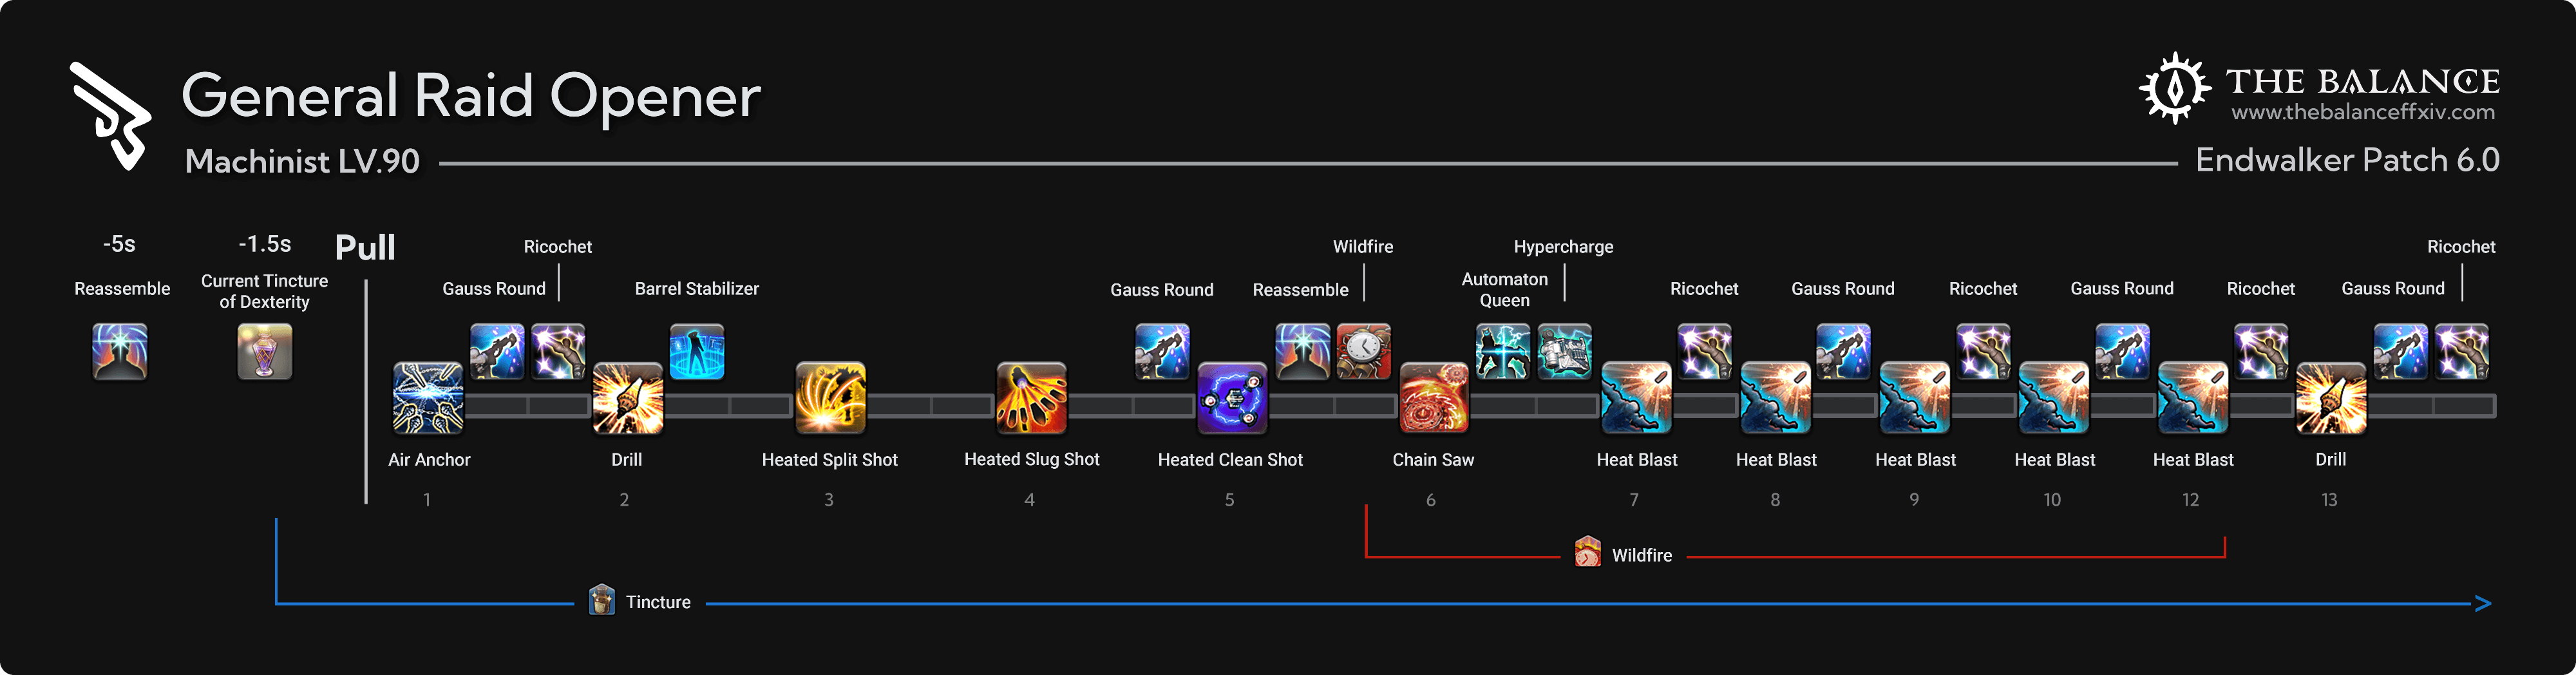 General Raid Opener
THE BALANCE
www.thebalanceffxiv.com
Machinist LV.90
Endwalker Patch 6.0
-5s
-1.5s
Pull
Reassemble
Current Tincture
of Dexterity
Gauss Round
Ricochet
Barrel Stabilizer
Gauss Round
Reassemble
Wildfire
Automaton
Queen
Hypercharge
Ricochet
Gauss Round
Ricochet
Gauss Round
Ricochet
Gauss Round
Ricochet
Air Anchor
Drill
Heated Split Shot
Heated Slug Shot
Heated Clean Shot
Chain Saw
Heat Blast
Heat Blast
Heat Blast
Heat Blast
Heat Blast
Drill
1
2
3
4
5
6
7
8
9
10
12
13
Wildfire
Tincture